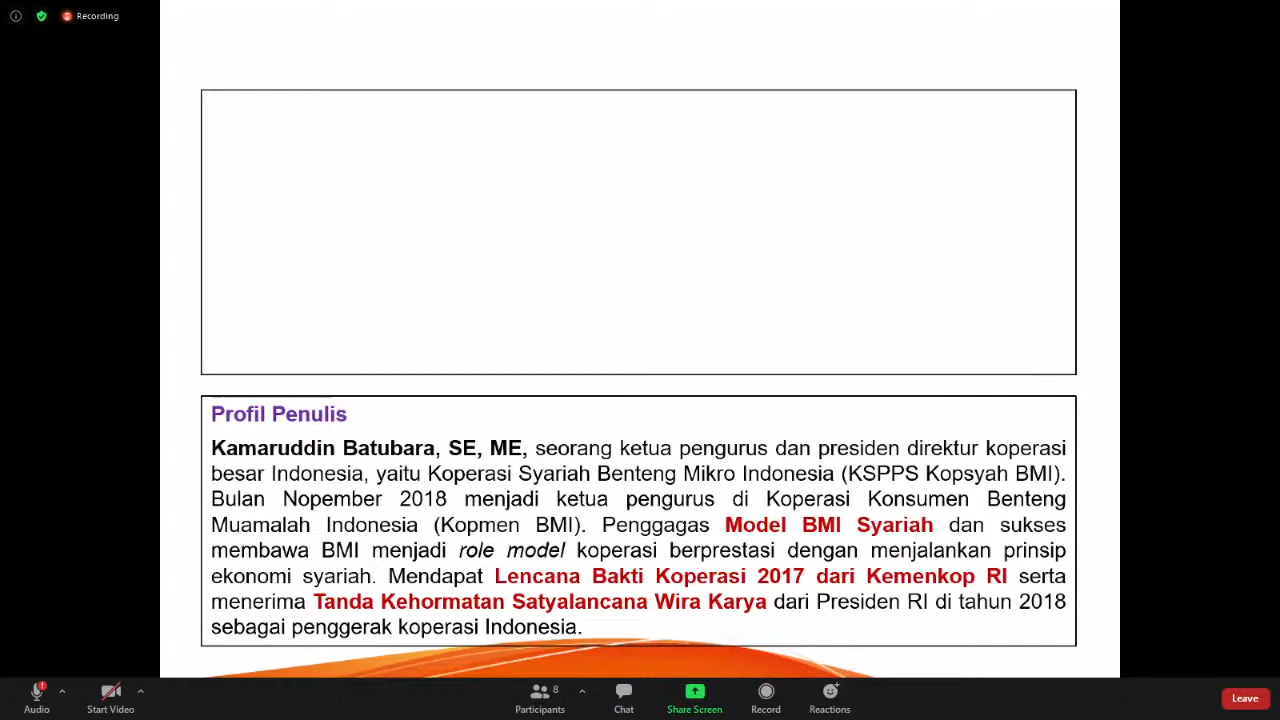 Recording
Profil Penulis
Kamaruddin Batubara, SE, ME, seorang ketua pengurus dan presiden direktur koperasi
besar Indonesia, yaitu Koperasi Syariah Benteng Mikro Indonesia (KSPPS Kopsyah BMI).
Bulan Nopember 2018 menjadi ketua pengurus di Koperasi Konsumen Benteng
Muamalah Indonesia (Kopmen BMI). Penggagas Model BMI Syariah dan sukses
membawa BMI menjadi role model koperasi berprestasi dengan menjalankan prinsip
ekonomi syariah. Mendapat Lencana Bakti Koperasi 2017 dari Kemenkop RI serta
menerima Tanda Kehormatan Satyalancana Wira Karya dari Presiden RI di tahun 2018
sebagai penggerak koperasi Indonesia.
8
Audio Start Video Participants Chat Share Screen Record Reactions Leave